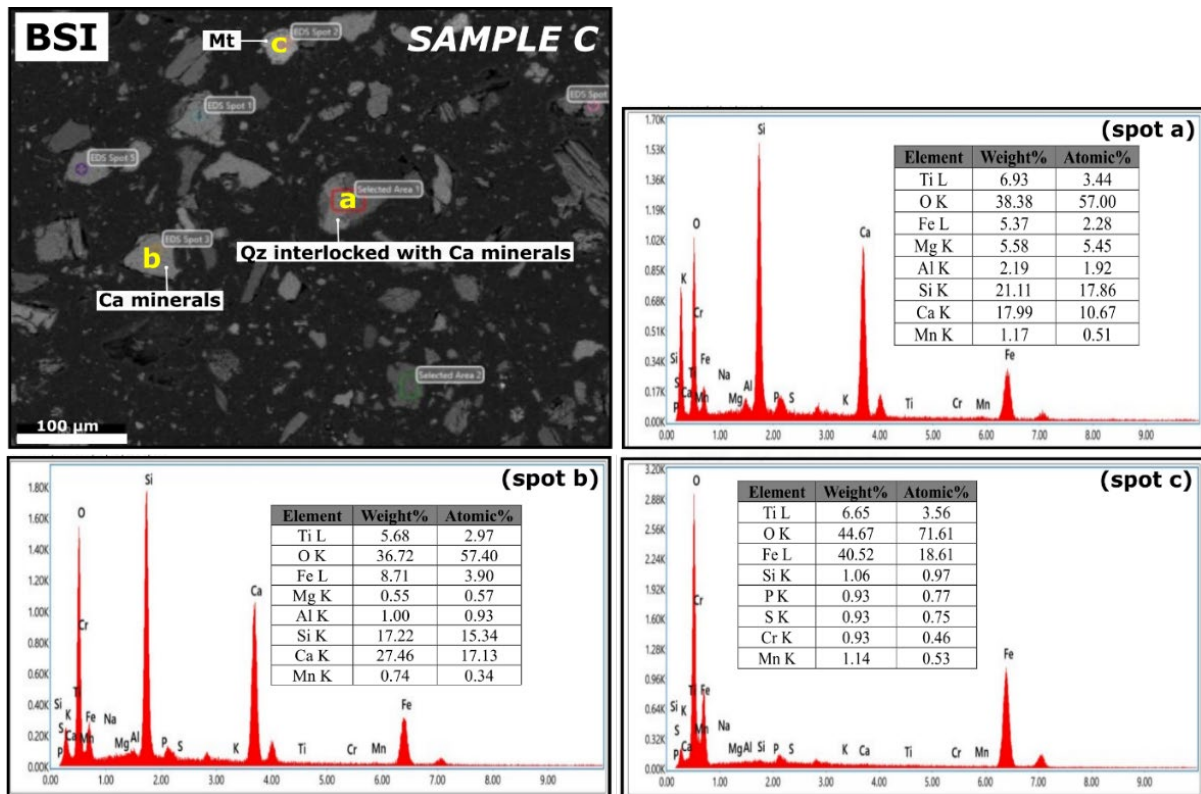 BSI
Mt
c
EDS Spot 2
SAMPLE C
EDS Spot 1
EDS Spot
EDS Spot 5
a
Selected Area 1
b
EDS Spot 3
Qz interlocked with Ca minerals
Ca minerals
Selected Area 2
100 µm
(spot a)
1.70K
1.53K
1.36K
1.19K
1.02K
0.85K
0.68K
0.51K
0.34K
0.17K
0.00K
Si
O
K
Cr
Ca
Fe
Si
S
P
Ti
Ca
Fe
Mn
Na
Mg
Al
P
S
K
Ti
Cr
Mn
0.00 1.00 2.00 3.00 4.00 5.00 6.00 7.00 8.00 9.00
Element Weight% Atomic%
Ti L 6.93 3.44
O K 38.38 57.00
Fe L 5.37 2.28
Mg K 5.58 5.45
Al K 2.19 1.92
Si K 21.11 17.86
Ca K 17.99 10.67
Mn K 1.17 0.51
(spot b)
1.80K
1.60K
1.40K
1.20K
1.00K
0.80K
0.60K
0.40K
0.20K
0.00K
Si
O
Cr
Ca
Fe
Ti
Si
K
S
Ca
P
Fe
Mn
Na
Mg
Al
P
S
K
Ti
Cr
Mn
0.00 1.00 2.00 3.00 4.00 5.00 6.00 7.00 8.00 9.00
Element Weight% Atomic%
Ti L 5.68 2.97
O K 36.72 57.40
Fe L 8.71 3.90
Mg K 0.55 0.57
Al K 1.00 0.93
Si K 17.22 15.34
Ca K 27.46 17.13
Mn K 0.74 0.34
(spot c)
3.20K
2.88K
2.56K
2.24K
1.92K
1.60K
1.28K
0.96K
0.64K
0.32K
0.00K
O
Cr
Fe
Ti
Fe
Si
K
S
Ca
P
Mn
Na
Mg
Al
Si
P
S
K
Ca
Ti
Cr
Mn
0.00 1.00 2.00 3.00 4.00 5.00 6.00 7.00 8.00 9.00
Element Weight% Atomic%
Ti L 6.65 3.56
O K 44.67 71.61
Fe L 40.52 18.61
Si K 1.06 0.97
P K 0.93 0.77
S K 0.93 0.75
Cr K 0.93 0.46
Mn K 1.14 0.53